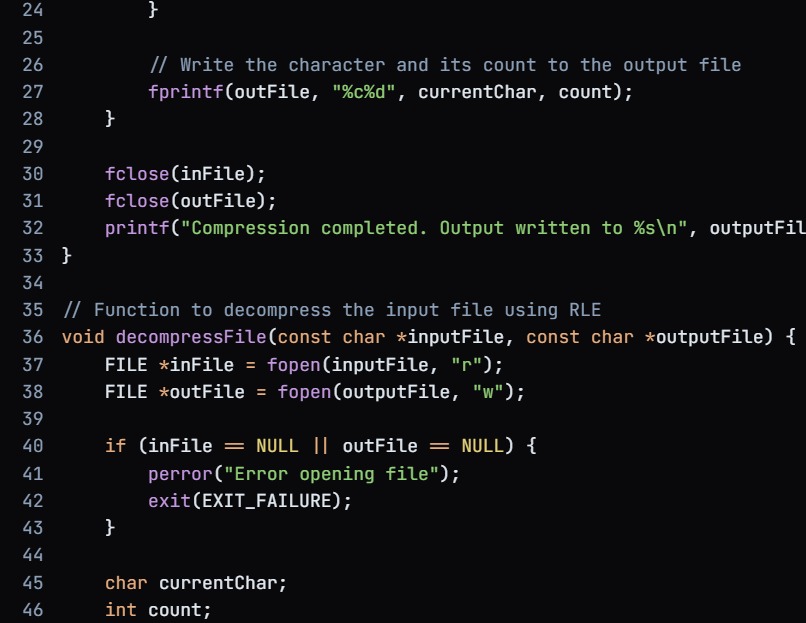 24 }
25
26 // Write the character and its count to the output file
27 fprintf(outFile, "%c%d", currentChar, count);
28 }
29
30 fclose(inFile);
31 fclose(outFile);
32 printf("Compression completed. Output written to %s\n", outputFil
33 }
34
35 // Function to decompress the input file using RLE
36 void decompressFile(const char *inputFile, const char *outputFile) {
37 FILE *inFile = fopen(inputFile, "r");
38 FILE *outFile = fopen(outputFile, "w");
39
40 if (inFile == NULL || outFile == NULL) {
41 perror("Error opening file");
42 exit(EXIT_FAILURE);
43 }
44
45 char currentChar;
46 int count;